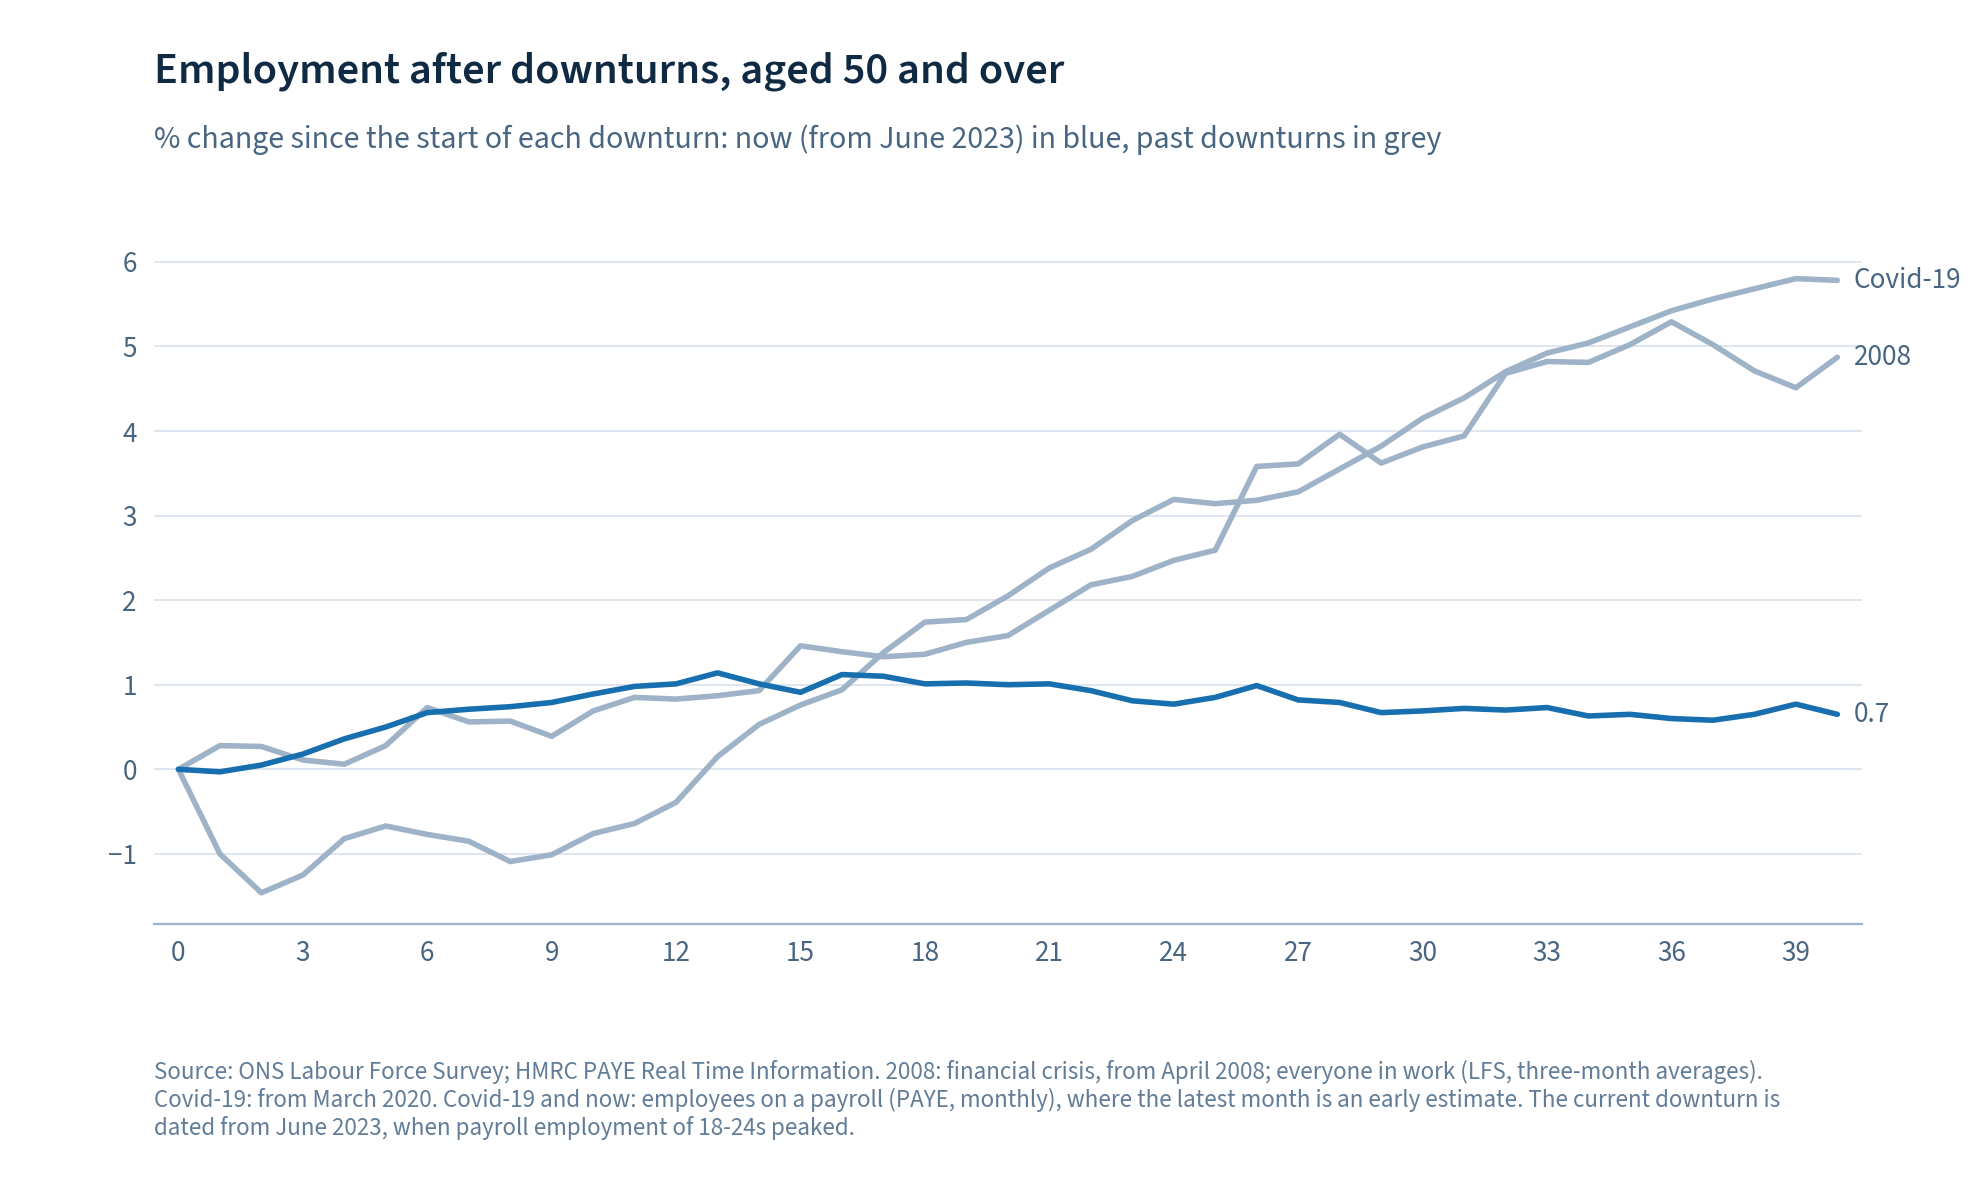 Employment after downturns, aged 50 and over
% change since the start of each downturn: now (from June 2023) in blue, past downturns in grey
6
Covid-19
5
2008
4
3
2
1
0.7
0
−1
0 3 6 9 12 15 18 21 24 27 30 33 36 39
Source: ONS Labour Force Survey; HMRC PAYE Real Time Information. 2008: financial crisis, from April 2008; everyone in work (LFS, three-month averages).
Covid-19: from March 2020. Covid-19 and now: employees on a payroll (PAYE, monthly), where the latest month is an early estimate. The current downturn is
dated from June 2023, when payroll employment of 18-24s peaked.